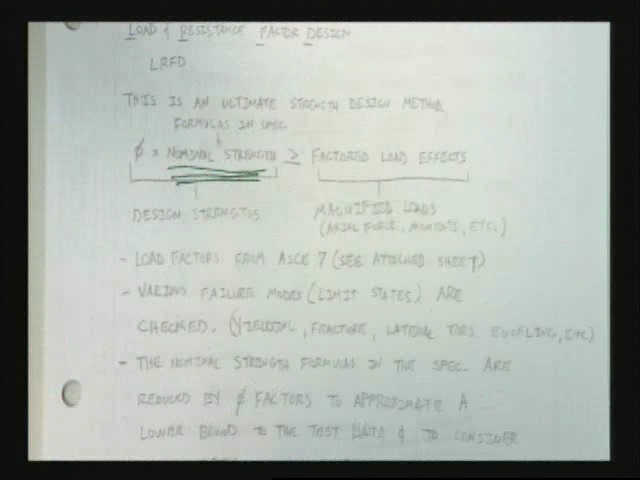 LOAD & RESISTANCE FACTOR DESIGN
LRFD
THIS IS AN ULTIMATE STRENGTH DESIGN METHOD
FORMULAS IN SPEC.
φ × NOMINAL STRENGTH ≥ FACTORED LOAD EFFECTS
DESIGN STRENGTHS MAGNIFIED LOADS
(AXIAL FORCE, MOMENTS, ETC.)
- LOAD FACTORS FROM ASCE 7 (SEE ATTACHED SHEET)
- VARIOUS FAILURE MODES (LIMIT STATES) ARE
CHECKED. (YIELDING, FRACTURE, LATERAL TORS. BUCKLING, ETC)
- THE NOMINAL STRENGTH FORMULAS IN THE SPEC. ARE
REDUCED BY φ FACTORS TO APPROXIMATE A
LOWER BOUND TO THE TEST DATA & TO CONSIDER